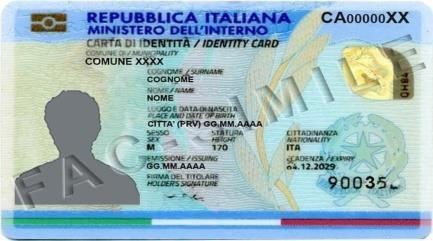 REPUBBLICA ITALIANA
MINISTERO DELL'INTERNO
CA00000XX
CARTA DI IDENTITÀ / IDENTITY CARD
COMUNE DI / MUNICIPALITY
COMUNE XXXX
COGNOME / SURNAME
COGNOME
NOME / NAME
NOME
LUOGO E DATA DI NASCITA
PLACE AND DATE OF BIRTH
CITTA' (PRV) GG.MM.AAAA
SESSO STATURA CITTADINANZA
SEX HEIGHT NATIONALITY
M 170 ITA
EMISSIONE / ISSUING SCADENZA / EXPIRY
GG.MM.AAAA 04.12.2029
FIRMA DEL TITOLARE
HOLDER'S SIGNATURE
90035
FAC-SIMILE